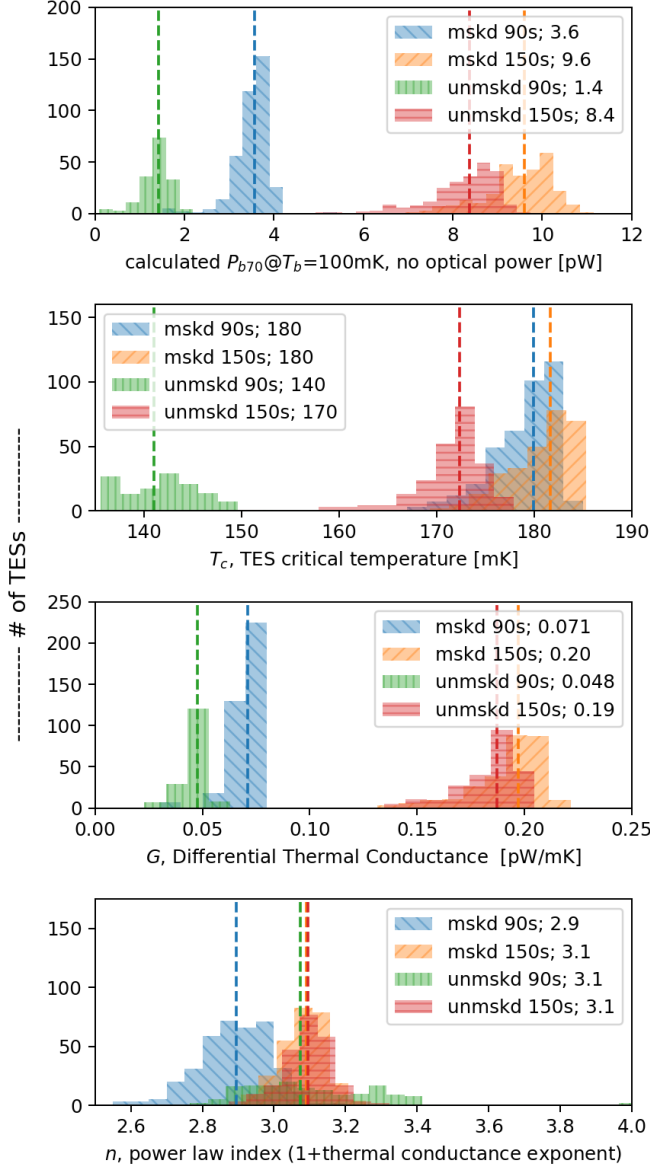 200
150
100
50
0
mskd 90s; 3.6
mskd 150s; 9.6
unmskd 90s; 1.4
unmskd 150s; 8.4
0 2 4 6 8 10 12
calculated P_{b70}@T_b=100mK, no optical power [pW]
150
100
50
0
mskd 90s; 180
mskd 150s; 180
unmskd 90s; 140
unmskd 150s; 170
140 150 160 170 180 190
T_c, TES critical temperature [mK]
---------- # of TESs ----------
250
200
150
100
50
0
mskd 90s; 0.071
mskd 150s; 0.20
unmskd 90s; 0.048
unmskd 150s; 0.19
0.00 0.05 0.10 0.15 0.20 0.25
G, Differential Thermal Conductance [pW/mK]
150
100
50
0
mskd 90s; 2.9
mskd 150s; 3.1
unmskd 90s; 3.1
unmskd 150s; 3.1
2.6 2.8 3.0 3.2 3.4 3.6 3.8 4.0
n, power law index (1+thermal conductance exponent)